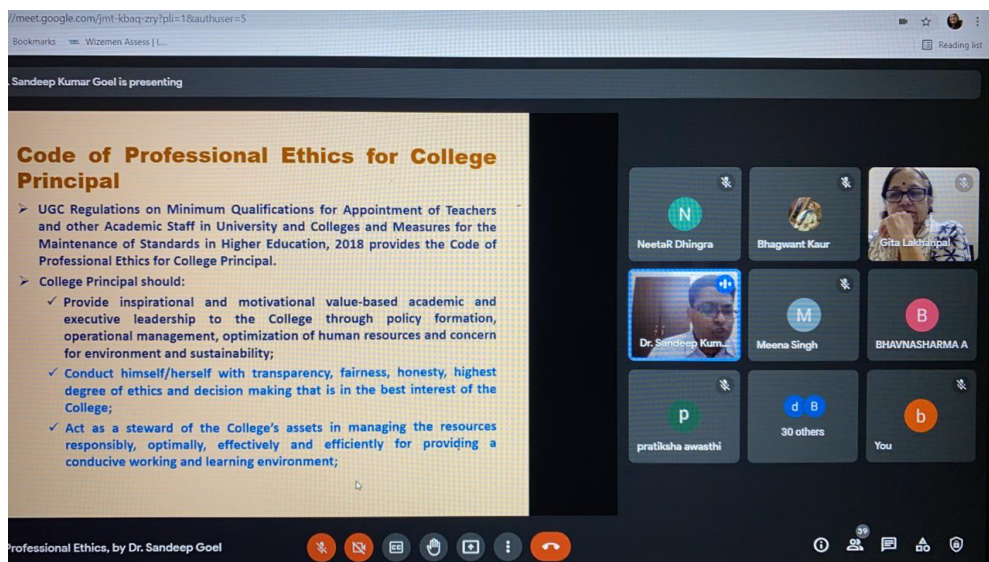 //meet.google.com/jmt-kbaq-zry?pli=1&authuser=5
Bookmarks Wizemen Assess | L...
Reading list
. Sandeep Kumar Goel is presenting
Code of Professional Ethics for College
Principal
➢ UGC Regulations on Minimum Qualifications for Appointment of Teachers
and other Academic Staff in University and Colleges and Measures for the
Maintenance of Standards in Higher Education, 2018 provides the Code of
Professional Ethics for College Principal.
➢ College Principal should:
✓ Provide inspirational and motivational value-based academic and
executive leadership to the College through policy formation,
operational management, optimization of human resources and concern
for environment and sustainability;
✓ Conduct himself/herself with transparency, fairness, honesty, highest
degree of ethics and decision making that is in the best interest of the
College;
✓ Act as a steward of the College's assets in managing the resources
responsibly, optimally, effectively and efficiently for providing a
conducive working and learning environment;
N
NeetaR Dhingra
Bhagwant Kaur
Gita Lakhanpal
Dr. Sandeep Kum...
M
Meena Singh
B
BHAVNASHARMA A
p
pratiksha awasthi
d B
30 others
b
You
Professional Ethics, by Dr. Sandeep Goel
CC
39